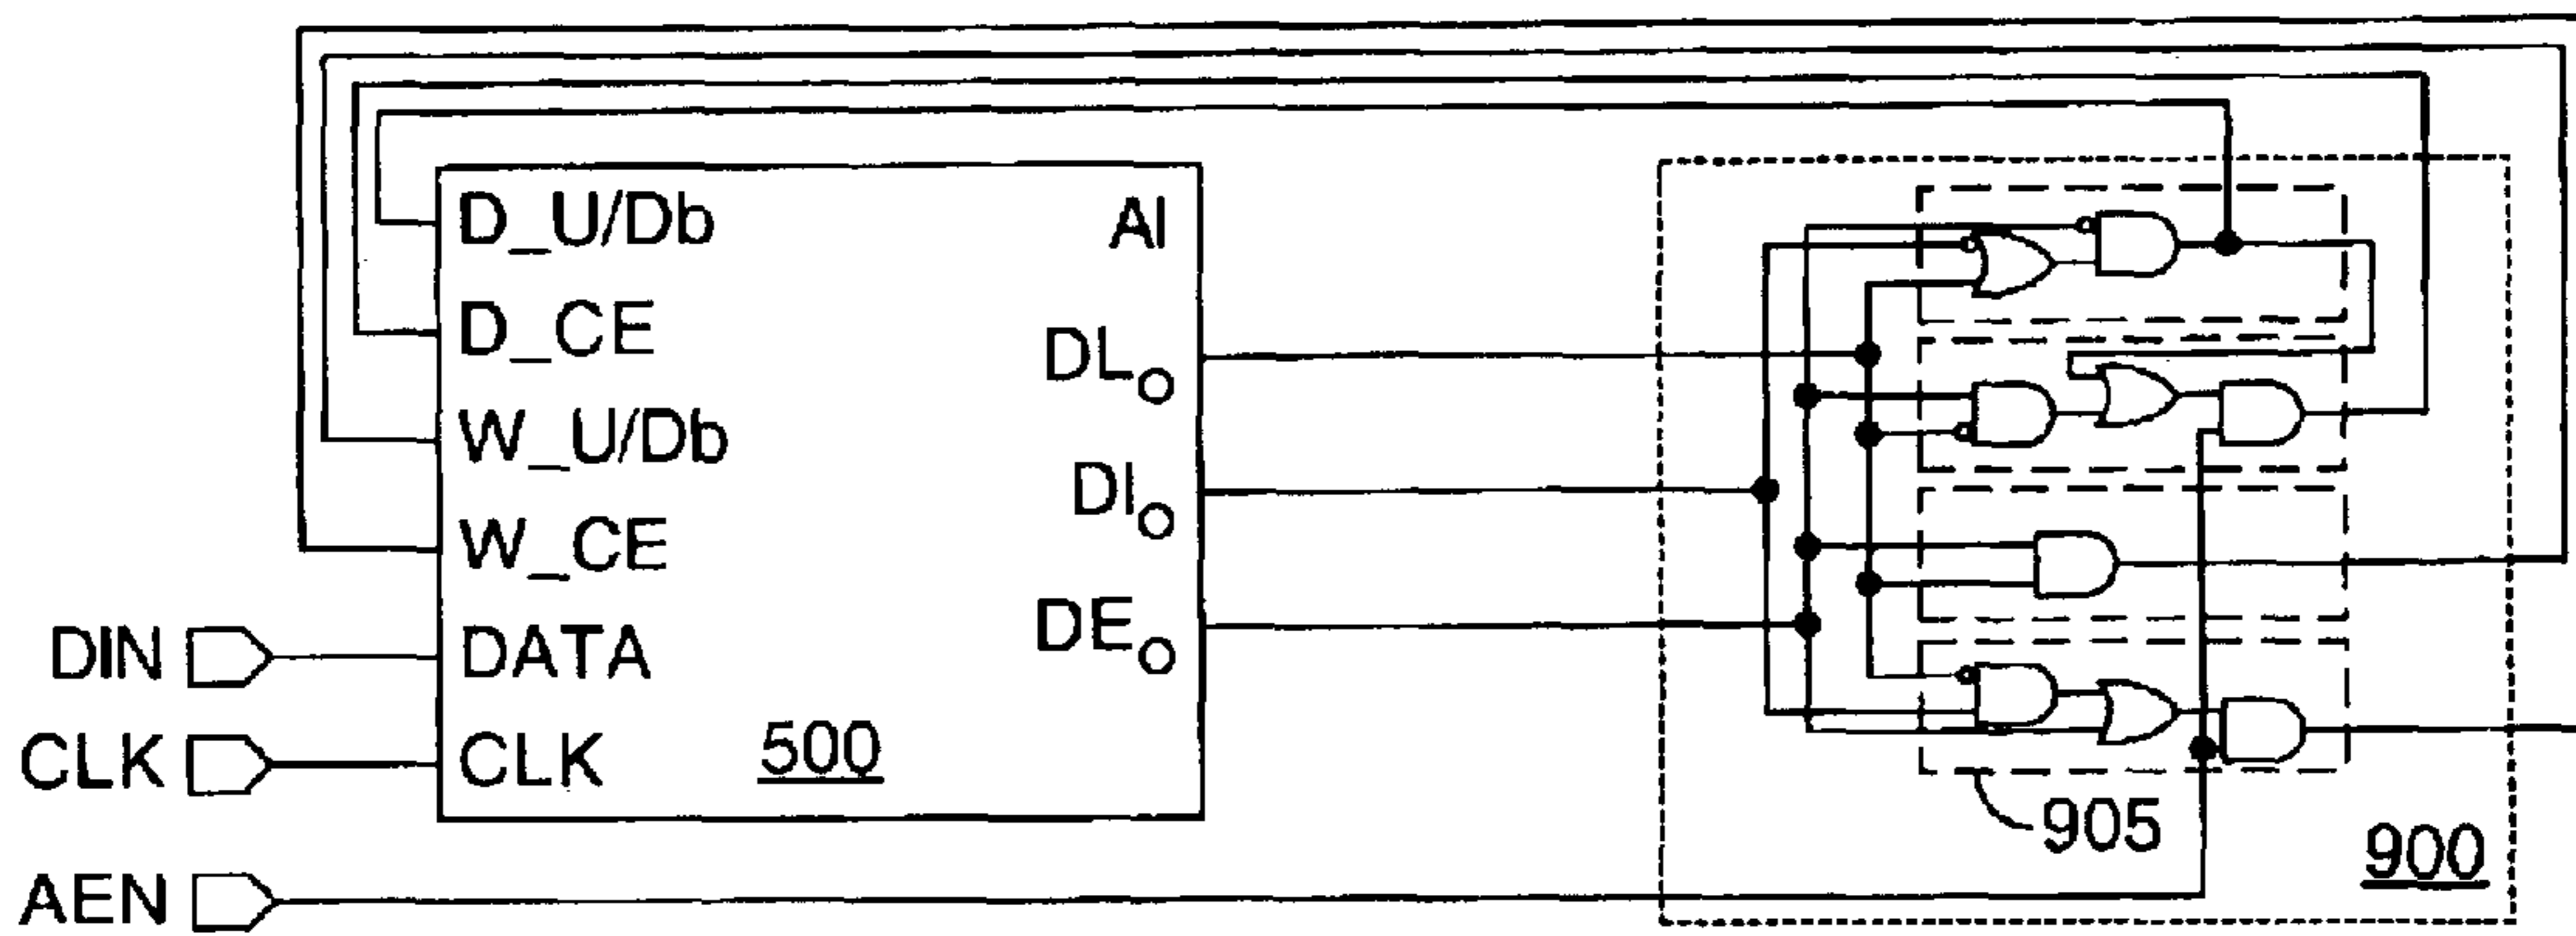 D_U/Db
AI
D_CE
DLO
W_U/Db
DIO
W_CE
DEO
DIN
DATA
CLK
CLK
500
905
900
AEN